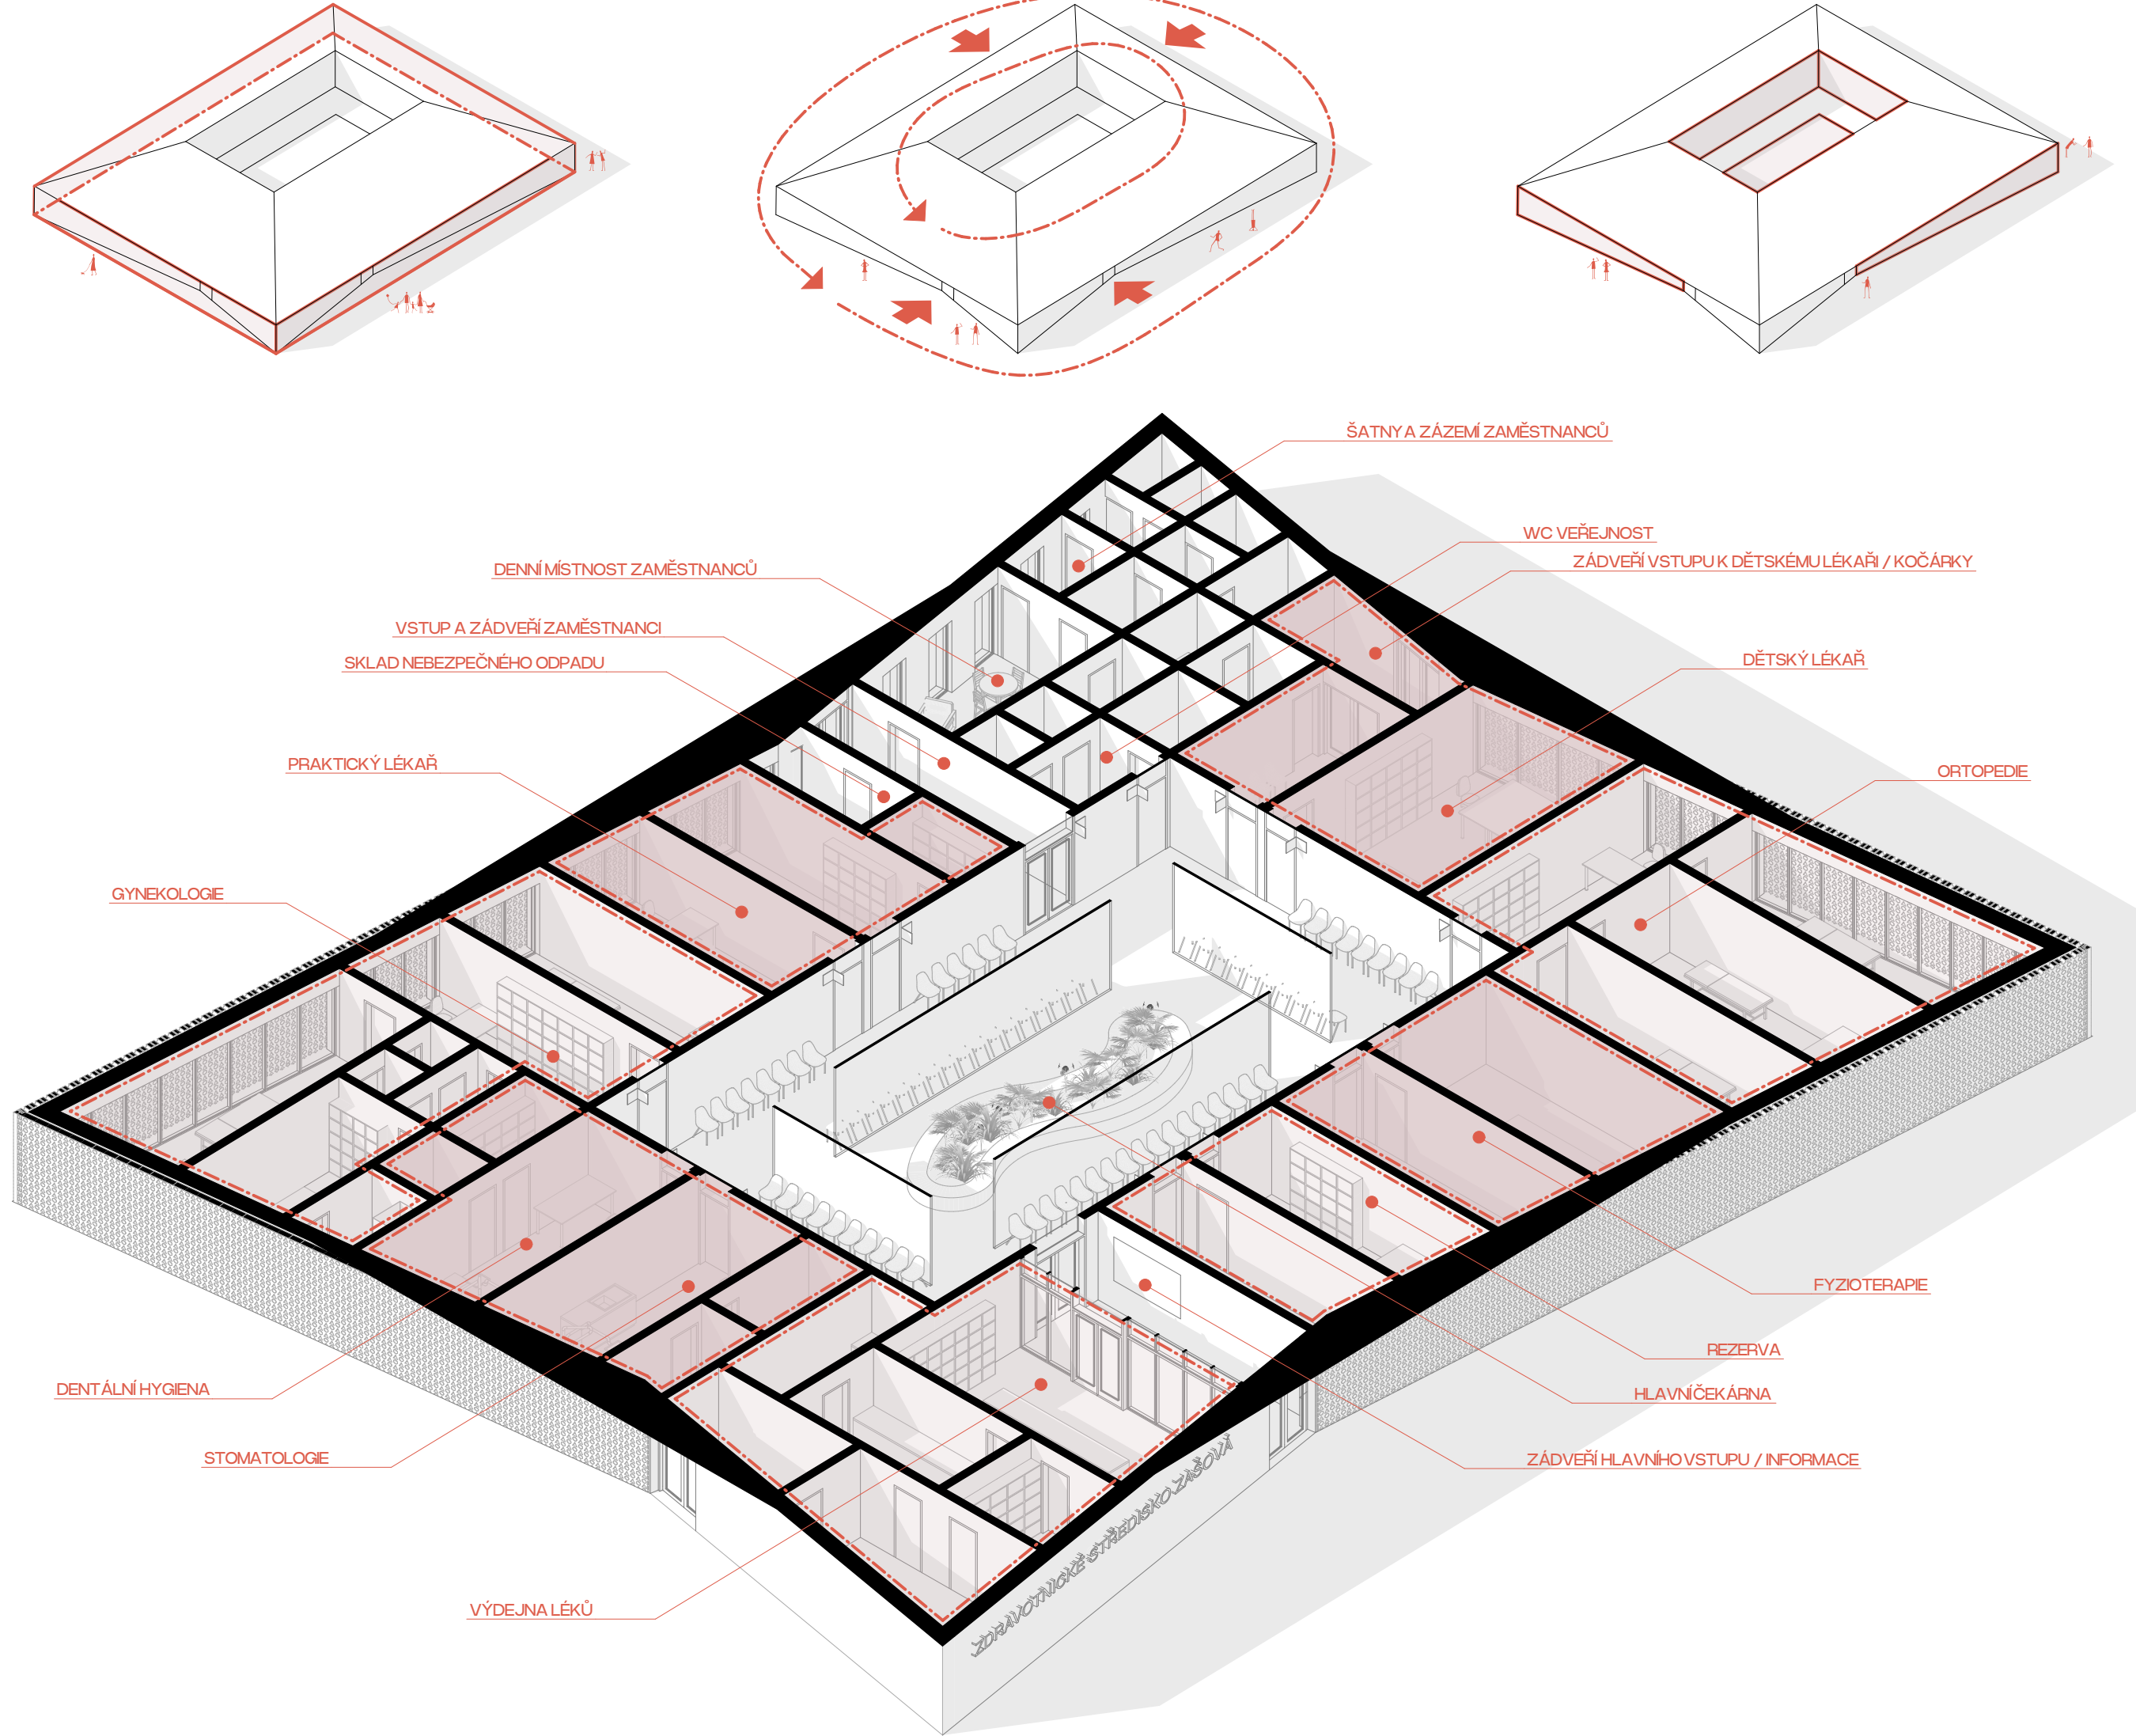 ŠATNY A ZÁZEMÍ ZAMĚSTNANCŮ
WC VEŘEJNOST
ZÁDVEŘÍ VSTUPU K DĚTSKÉMU LÉKAŘI / KOČÁRKY
DENNÍ MÍSTNOST ZAMĚSTNANCŮ
VSTUP A ZÁDVEŘÍ ZAMĚSTNANCI
SKLAD NEBEZPEČNÉHO ODPADU
DĚTSKÝ LÉKAŘ
PRAKTICKÝ LÉKAŘ
ORTOPEDIE
GYNEKOLOGIE
FYZIOTERAPIE
REZERVA
DENTÁLNÍ HYGIENA
HLAVNÍ ČEKÁRNA
STOMATOLOGIE
ZÁDVEŘÍ HLAVNÍHO VSTUPU / INFORMACE
ZDRAVOTNICKÉ STŘEDISKO ZAŠOVÁ
VÝDEJNA LÉKŮ